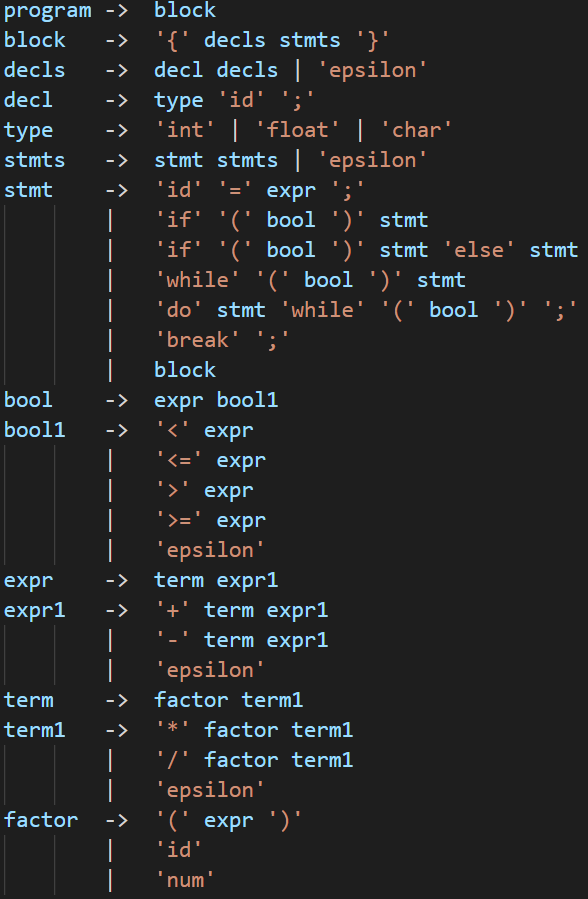 program -> block
block -> '{' decls stmts '}'
decls -> decl decls | 'epsilon'
decl -> type 'id' ';'
type -> 'int' | 'float' | 'char'
stmts -> stmt stmts | 'epsilon'
stmt -> 'id' '=' expr ';'
| 'if' '(' bool ')' stmt
| 'if' '(' bool ')' stmt 'else' stmt
| 'while' '(' bool ')' stmt
| 'do' stmt 'while' '(' bool ')' ';'
| 'break' ';'
| block
bool -> expr bool1
bool1 -> '<' expr
| '<=' expr
| '>' expr
| '>=' expr
| 'epsilon'
expr -> term expr1
expr1 -> '+' term expr1
| '-' term expr1
| 'epsilon'
term -> factor term1
term1 -> '*' factor term1
| '/' factor term1
| 'epsilon'
factor -> '(' expr ')'
| 'id'
| 'num'